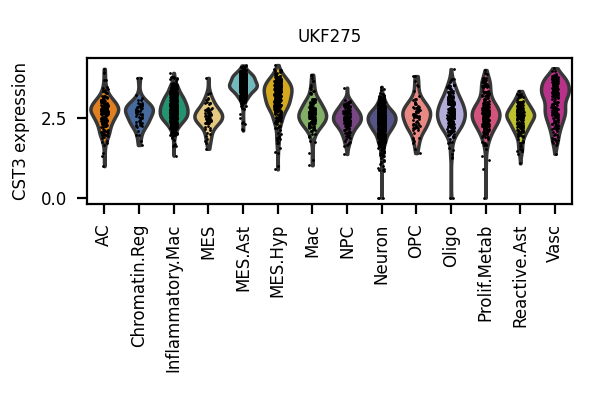 UKF275
CST3 expression
2.5
0.0
AC
Chromatin.Reg
Inflammatory.Mac
MES
MES.Ast
MES.Hyp
Mac
NPC
Neuron
OPC
Oligo
Prolif.Metab
Reactive.Ast
Vasc